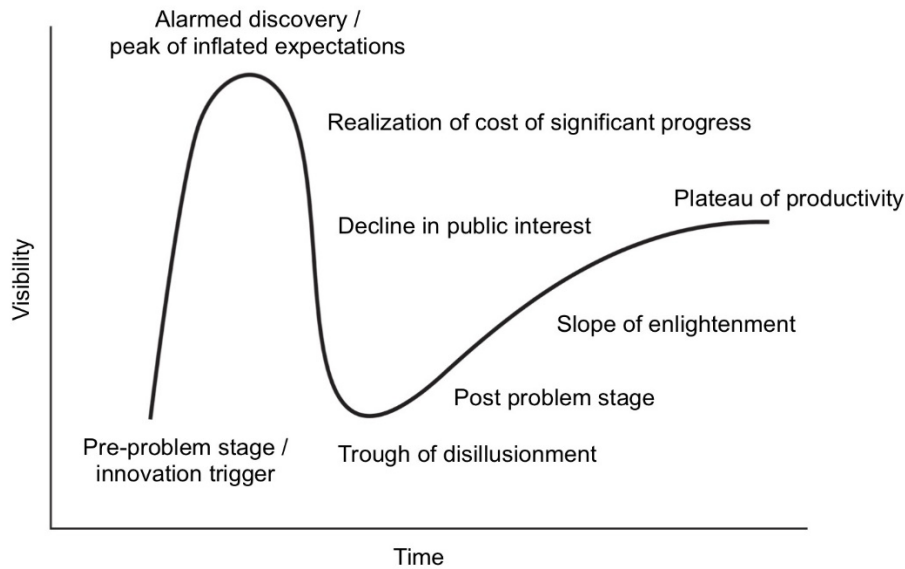 Alarmed discovery /
peak of inflated expectations
Realization of cost of significant progress
Plateau of productivity
Decline in public interest
Visibility
Slope of enlightenment
Post problem stage
Pre-problem stage /
innovation trigger
Trough of disillusionment
Time